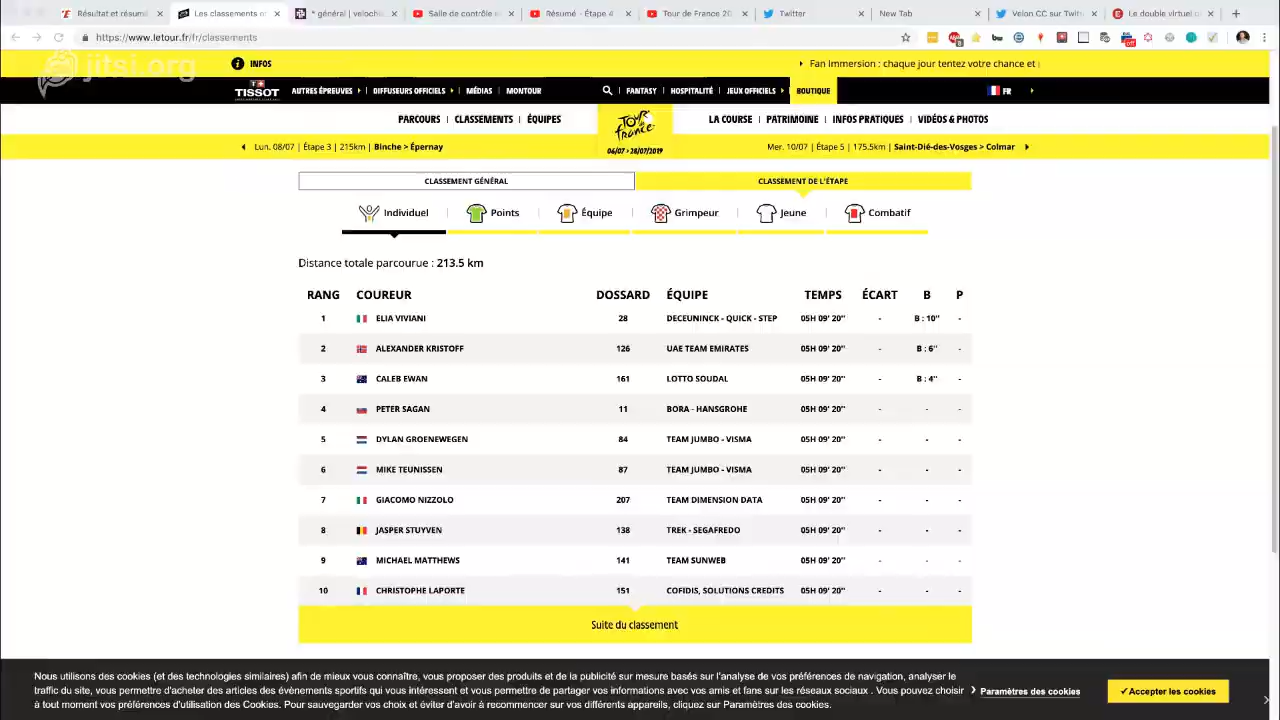 Résultat et résumé
Les classements
* général | velochie
Salle de contrôle et
Résumé - Étape 4
Tour de France 20
Twitter
New Tab
Velon CC sur Twitt
Le double virtuel d
https://www.letour.fr/fr/classements
jitsi.org
INFOS
Fan Immersion : chaque jour tentez votre chance et
TISSOT
AUTRES ÉPREUVES
DIFFUSEURS OFFICIELS
MÉDIAS
MONTOUR
FANTASY
HOSPITALITÉ
JEUX OFFICIELS
BOUTIQUE
FR
PARCOURS
CLASSEMENTS
ÉQUIPES
TOUR de france
06/07 > 28/07/2019
LA COURSE
PATRIMOINE
INFOS PRATIQUES
VIDÉOS & PHOTOS
Lun. 08/07 | Étape 3 | 215km | Binche > Épernay
Mer. 10/07 | Étape 5 | 175.5km | Saint-Dié-des-Vosges > Colmar
CLASSEMENT GÉNÉRAL
CLASSEMENT DE L'ÉTAPE
Individuel
Points
Équipe
Grimpeur
Jeune
Combatif
Distance totale parcourue : 213.5 km
RANG COUREUR DOSSARD ÉQUIPE TEMPS ÉCART B P
1 ELIA VIVIANI 28 DECEUNINCK - QUICK - STEP 05H 09' 20'' - B : 10'' -
2 ALEXANDER KRISTOFF 126 UAE TEAM EMIRATES 05H 09' 20'' - B : 6'' -
3 CALEB EWAN 161 LOTTO SOUDAL 05H 09' 20'' - B : 4'' -
4 PETER SAGAN 11 BORA - HANSGROHE 05H 09' 20'' - - -
5 DYLAN GROENEWEGEN 84 TEAM JUMBO - VISMA 05H 09' 20'' - - -
6 MIKE TEUNISSEN 87 TEAM JUMBO - VISMA 05H 09' 20'' - - -
7 GIACOMO NIZZOLO 207 TEAM DIMENSION DATA 05H 09' 20'' - - -
8 JASPER STUYVEN 138 TREK - SEGAFREDO 05H 09' 20'' - - -
9 MICHAEL MATTHEWS 141 TEAM SUNWEB 05H 09' 20'' - - -
10 CHRISTOPHE LAPORTE 151 COFIDIS, SOLUTIONS CREDITS 05H 09' 20'' - - -
Suite du classement
Nous utilisons des cookies (et des technologies similaires) afin de mieux vous connaître, vous proposer des produits et de la publicité sur mesure basés sur l'analyse de vos préférences de navigation, analyser le
traffic du site, vous permettre d'acheter des articles des évènements sportifs qui vous intéressent et vous permettre de partager vos informations avec vos amis et fans sur les réseaux sociaux . Vous pouvez choisir
à tout moment vos préférences d'utilisation des Cookies. Pour sauvegarder vos choix et éviter d'avoir à recommencer sur vos différents appareils, cliquez sur Paramètres des cookies.
Paramètres des cookies
✓Accepter les cookies